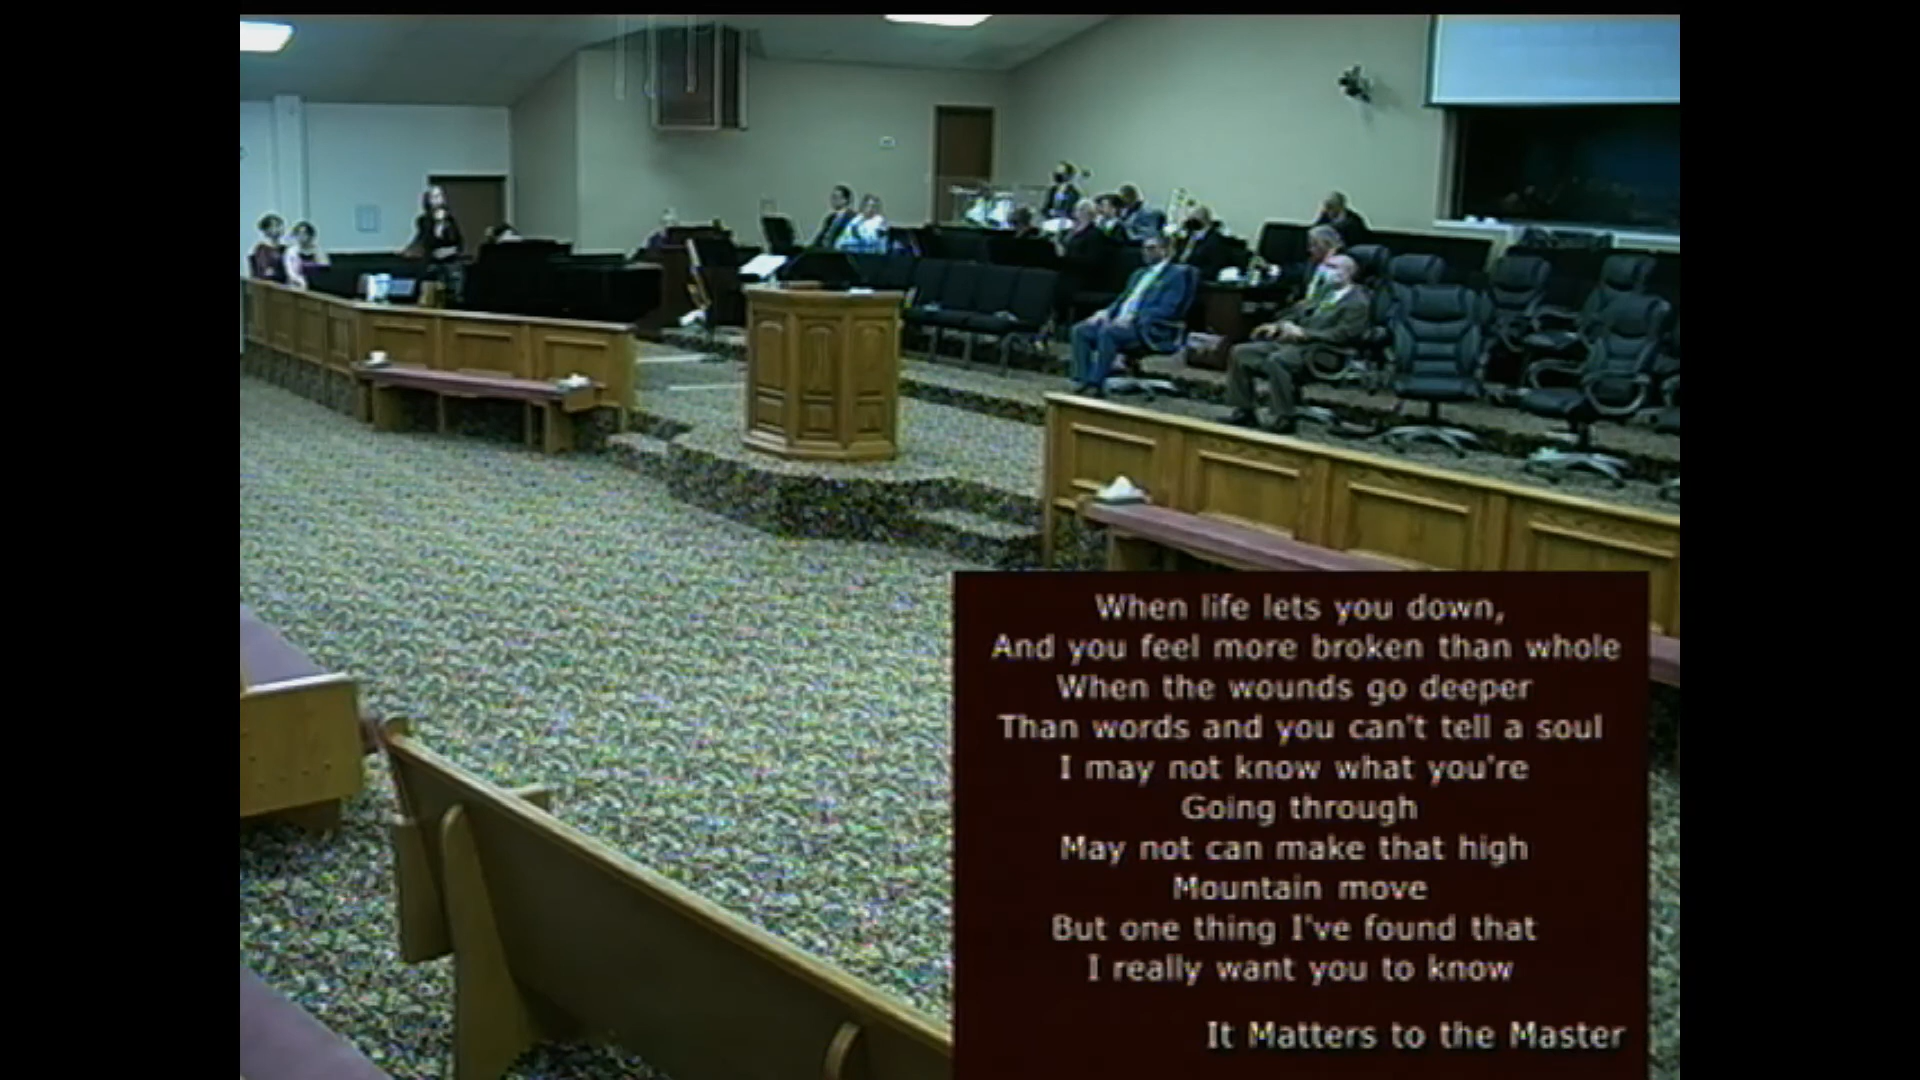 When life lets you down,
And you feel more broken than whole
When the wounds go deeper
Than words and you can't tell a soul
I may not know what you're
Going through
May not can make that high
Mountain move
But one thing I've found that
I really want you to know
It Matters to the Master